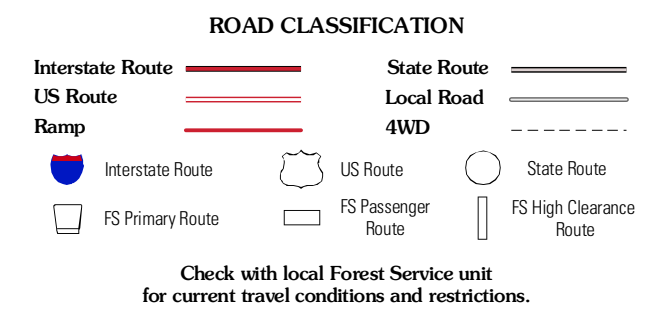 ROAD CLASSIFICATION
Interstate Route
State Route
US Route
Local Road
Ramp
4WD
Interstate Route
US Route
State Route
FS Primary Route
FS Passenger
Route
FS High Clearance
Route
Check with local Forest Service unit
for current travel conditions and restrictions.